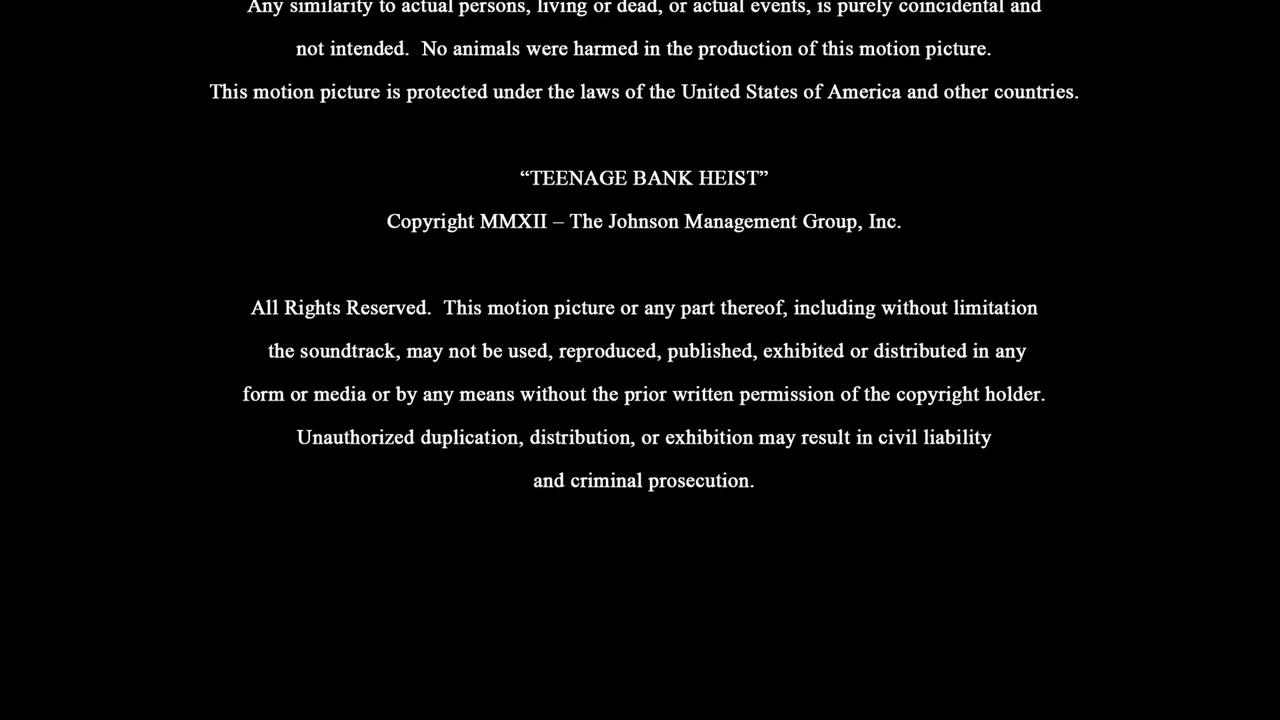 Any similarity to actual persons, living or dead, or actual events, is purely coincidental and
not intended.  No animals were harmed in the production of this motion picture.
This motion picture is protected under the laws of the United States of America and other countries.
“TEENAGE BANK HEIST”
Copyright MMXII – The Johnson Management Group, Inc.
All Rights Reserved.  This motion picture or any part thereof, including without limitation
the soundtrack, may not be used, reproduced, published, exhibited or distributed in any
form or media or by any means without the prior written permission of the copyright holder.
Unauthorized duplication, distribution, or exhibition may result in civil liability
and criminal prosecution.